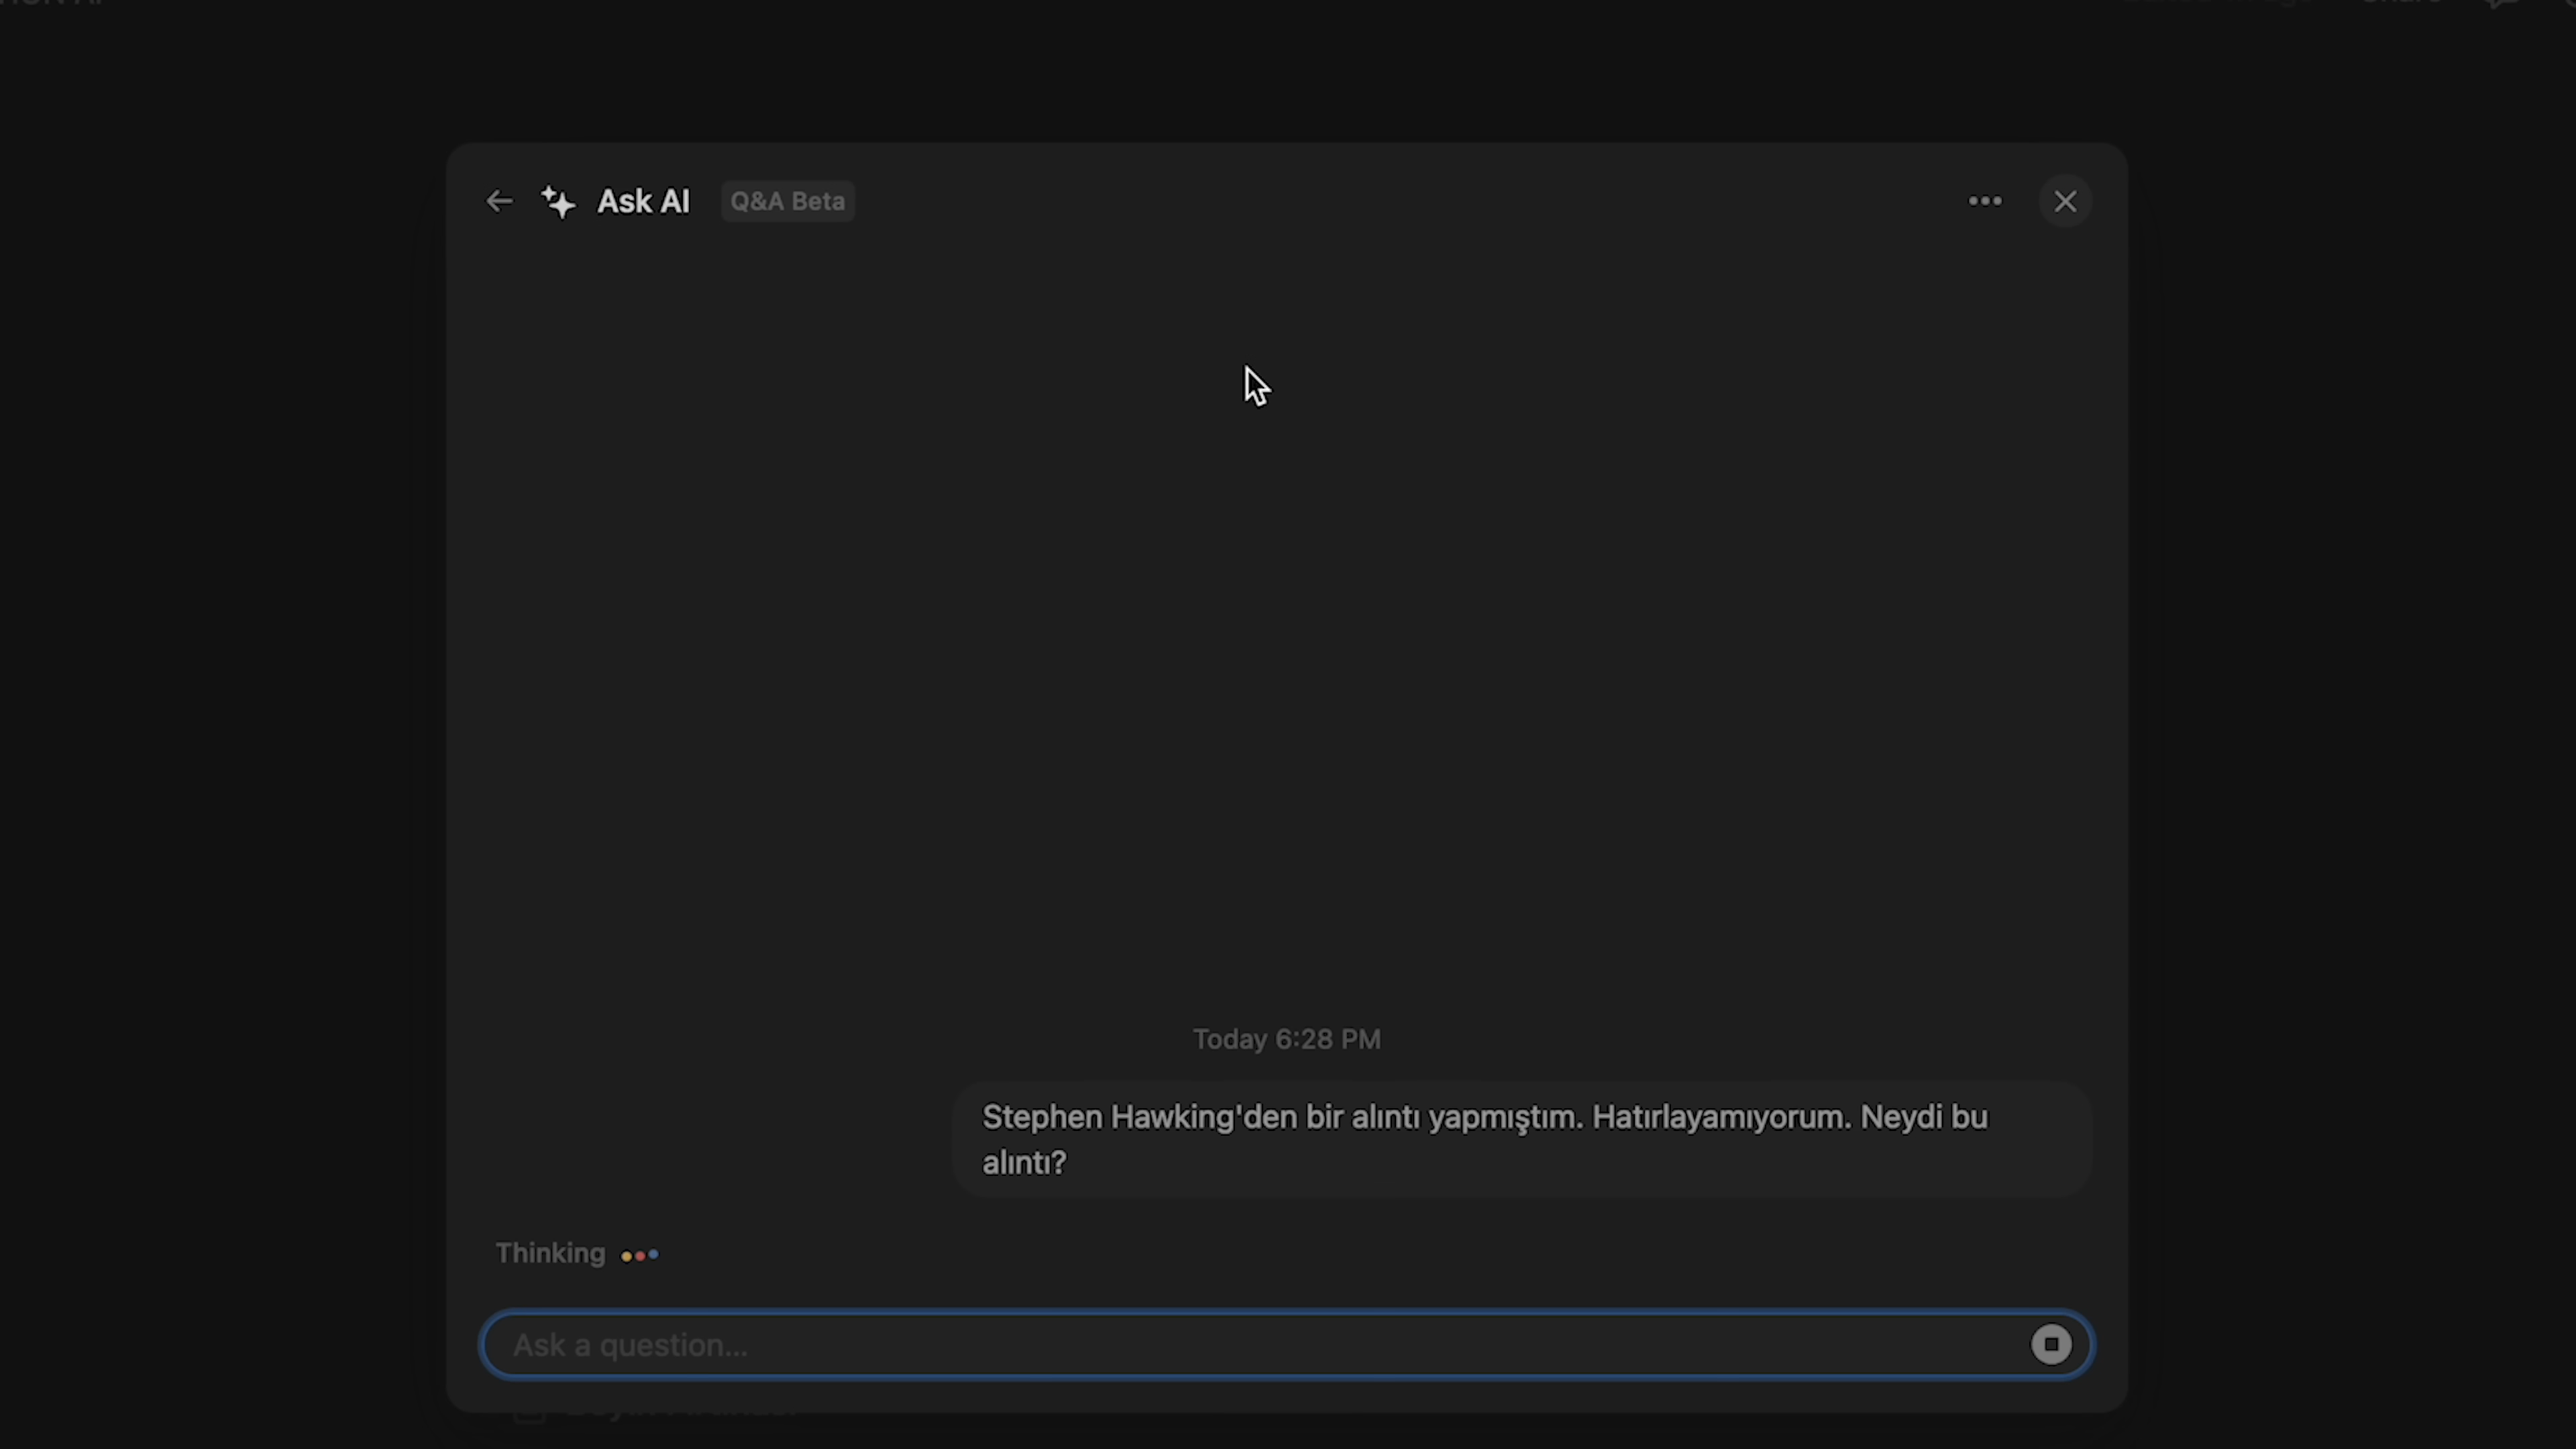 Ask AI Q&A Beta
Today 6:28 PM
Stephen Hawking'den bir alıntı yapmıştım. Hatırlayamıyorum. Neydi bu
alıntı?
Thinking
Ask a question...